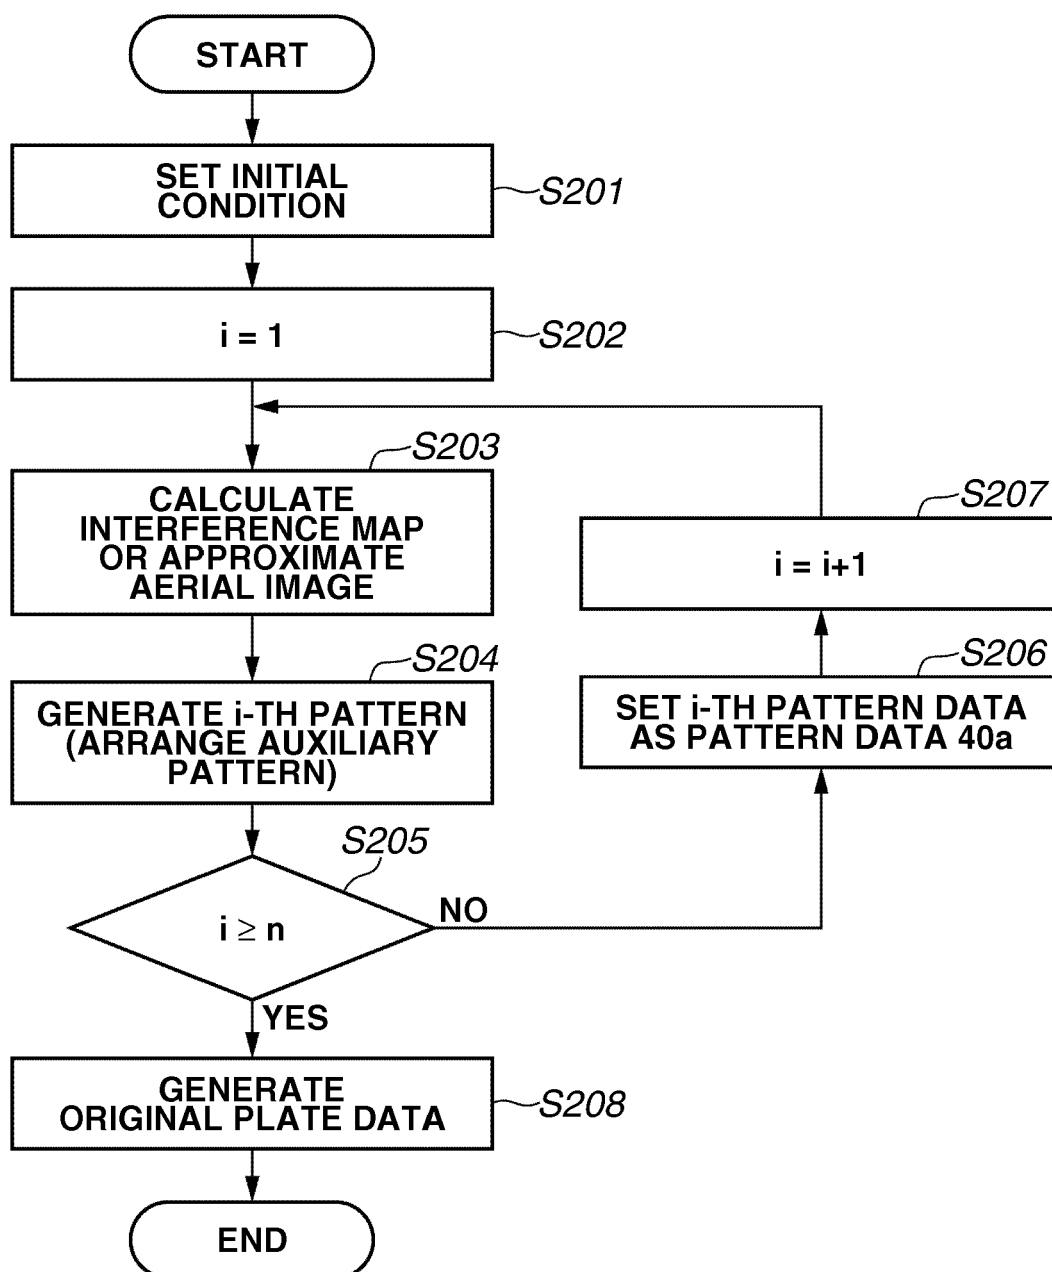 START
SET INITIAL
CONDITION
S201
i = 1
S202
S203
CALCULATE
INTERFERENCE MAP
OR APPROXIMATE
AERIAL IMAGE
S204
GENERATE i-TH PATTERN
(ARRANGE AUXILIARY
PATTERN)
S205
i ≥ n
NO
YES
S206
SET i-TH PATTERN DATA
AS PATTERN DATA 40a
S207
i = i+1
GENERATE
ORIGINAL PLATE DATA
S208
END